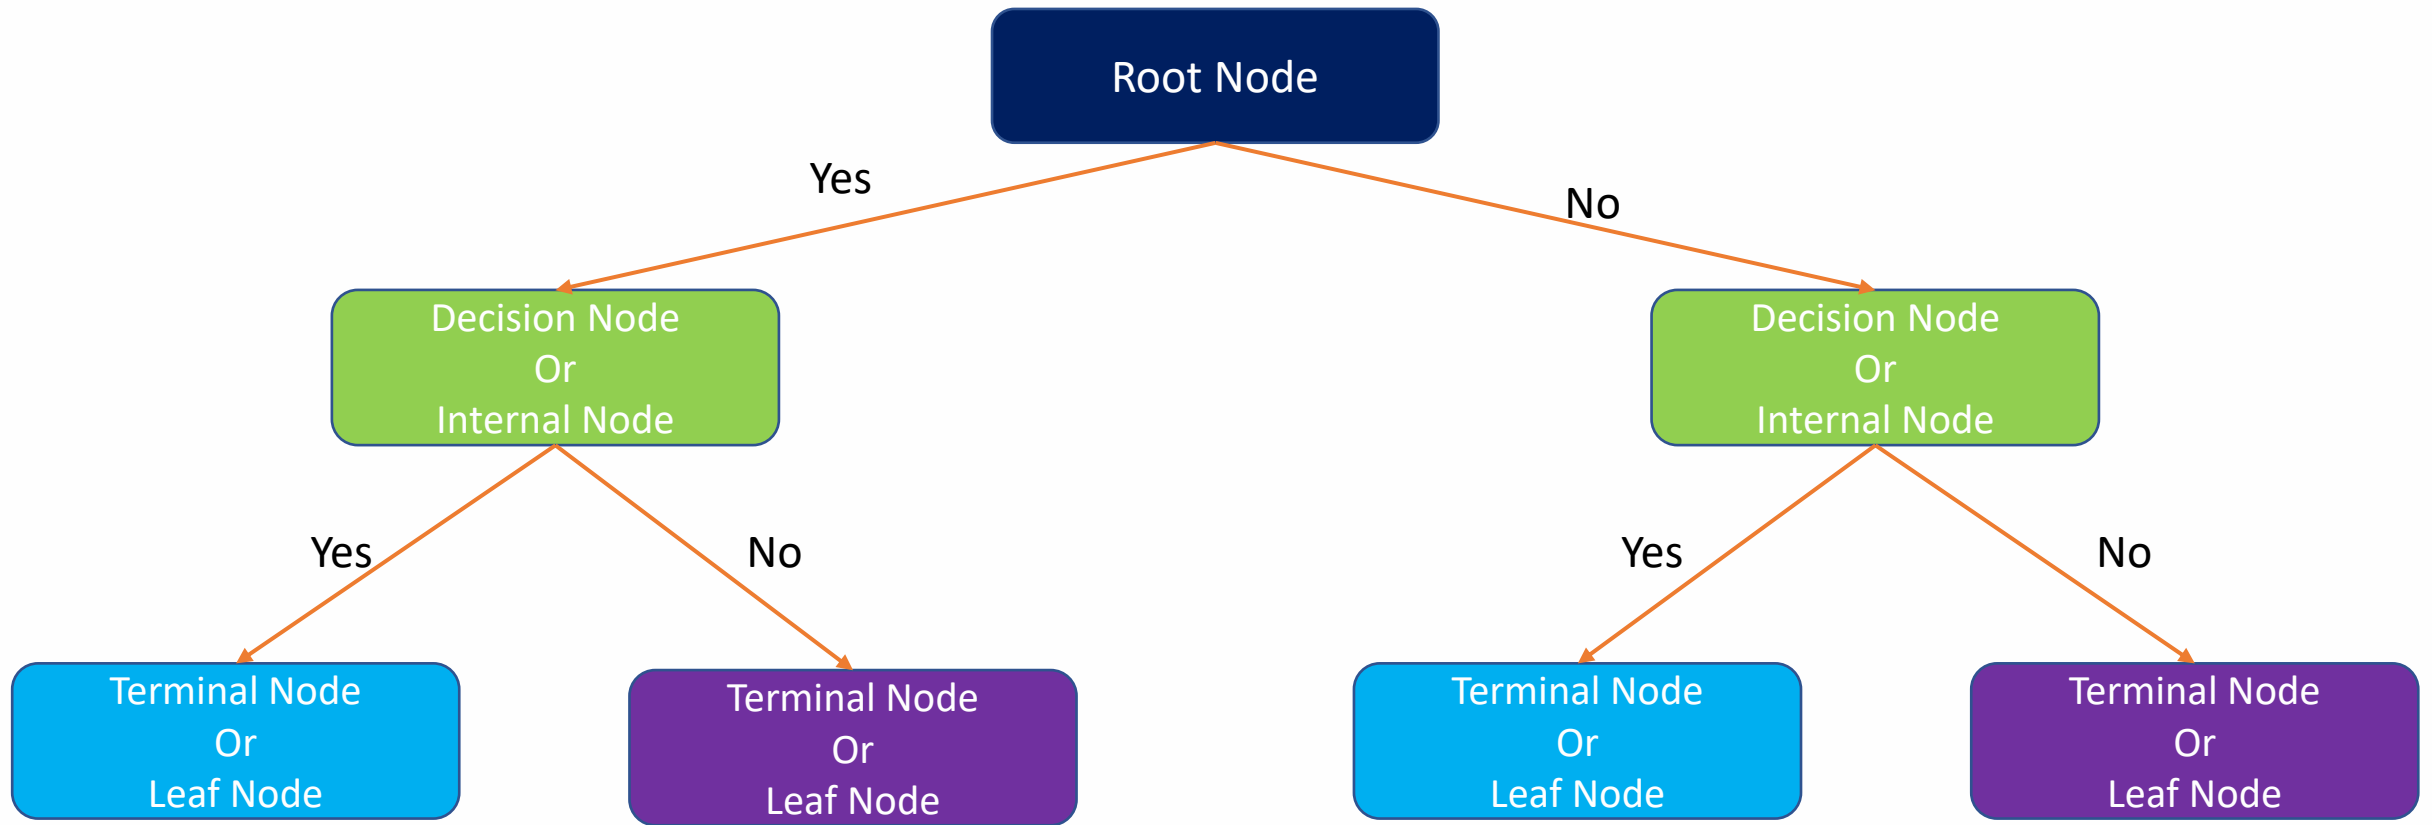 Root Node
Yes
No
Decision Node
Or
Internal Node
Decision Node
Or
Internal Node
Yes
No
Yes
No
Terminal Node
Or
Leaf Node
Terminal Node
Or
Leaf Node
Terminal Node
Or
Leaf Node
Terminal Node
Or
Leaf Node